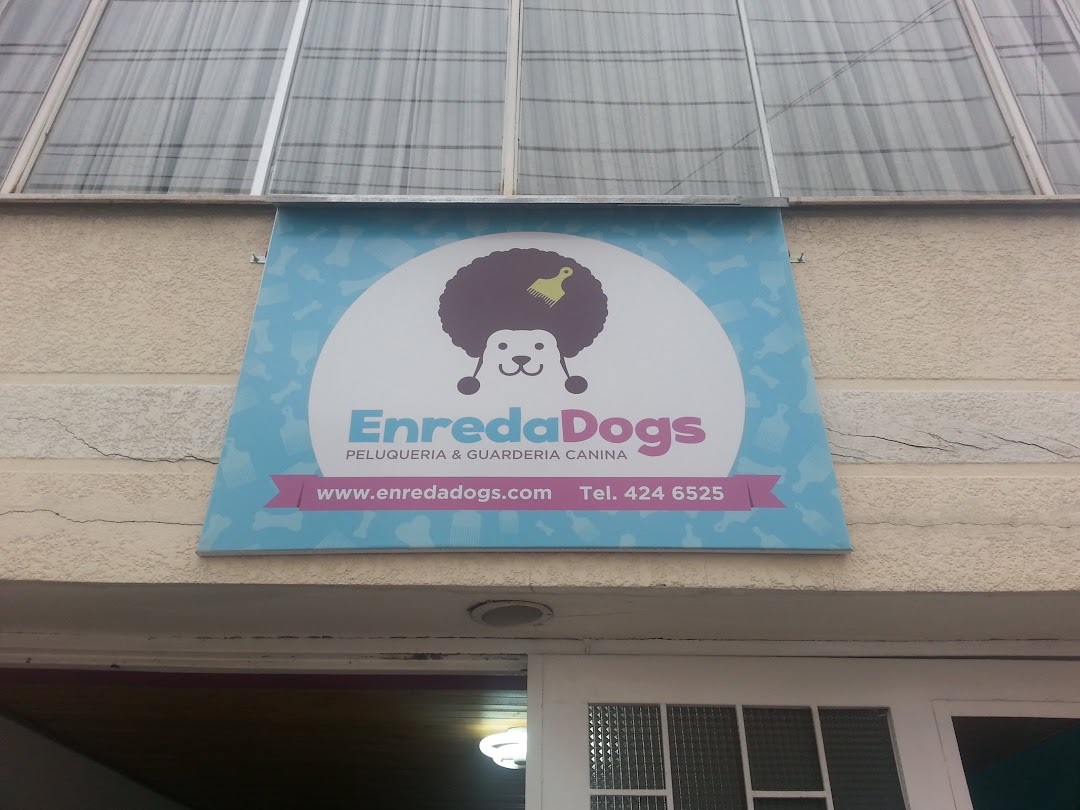 EnredaDogs
PELUQUERIA & GUARDERIA CANINA
www.enredadogs.com Tel. 424 6525